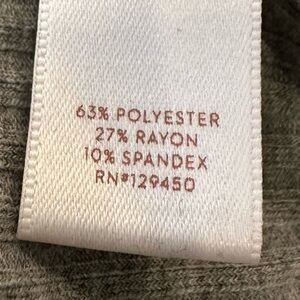 63% POLYESTER
27% RAYON
10% SPANDEX
RN#129450